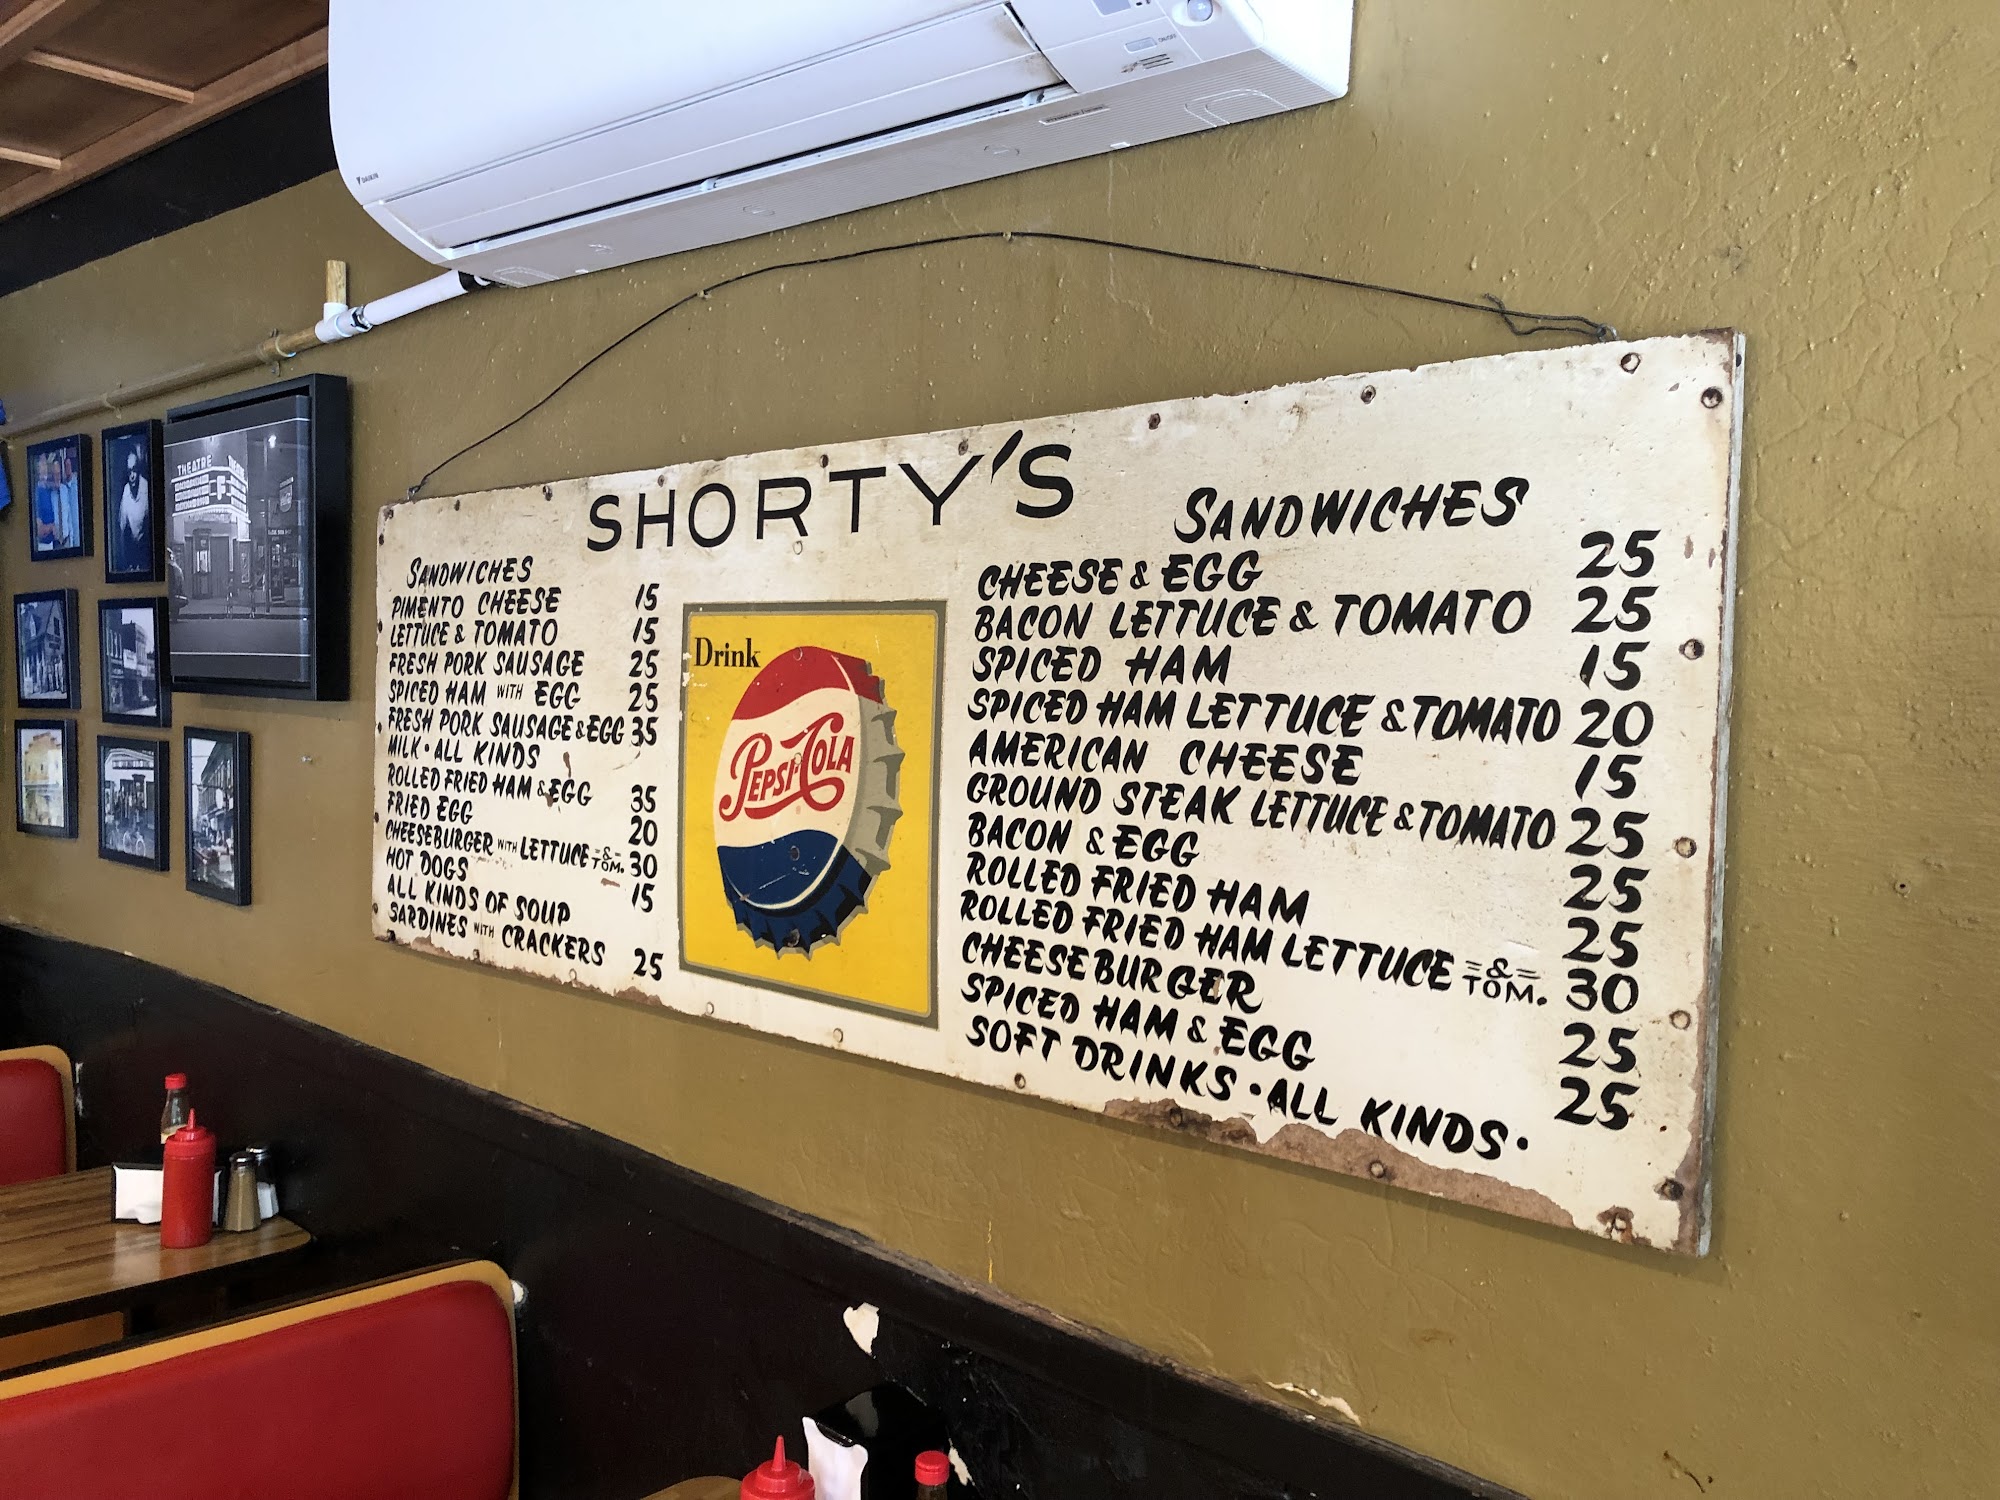 DAIKIN
ON/OFF
THEATRE
SHORTY'S
SANDWICHES
PIMENTO CHEESE 15
LETTUCE & TOMATO 15
FRESH PORK SAUSAGE 25
SPICED HAM WITH EGG 25
FRESH PORK SAUSAGE & EGG 35
MILK · ALL KINDS
ROLLED FRIED HAM & EGG 35
FRIED EGG 20
CHEESEBURGER WITH LETTUCE =&= TOM. 30
HOT DOGS 15
ALL KINDS OF SOUP
SARDINES WITH CRACKERS 25
Drink
PEPSI-COLA
SANDWICHES
CHEESE & EGG 25
BACON LETTUCE & TOMATO 25
SPICED HAM 15
SPICED HAM LETTUCE & TOMATO 20
AMERICAN CHEESE 15
GROUND STEAK LETTUCE & TOMATO 25
BACON & EGG 25
ROLLED FRIED HAM 25
ROLLED FRIED HAM LETTUCE =&= TOM. 30
CHEESEBURGER 25
SPICED HAM & EGG 25
SOFT DRINKS · ALL KINDS ·